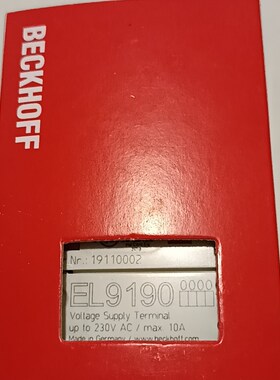 BECKHOFF
Nr.: 19110002
EL9190
Voltage Supply Terminal
up to 230V AC / max. 10A
Made in Germany / www.beckhoff.com